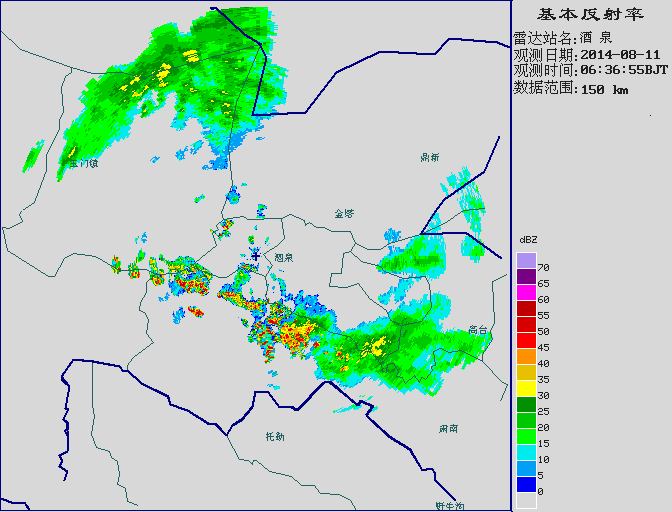 基本反射率
雷达站名:酒 泉
观测日期:2014-08-11
观测时间:06:36:55BJT
数据范围:150 km
玉门镇
鼎新
金塔
酒泉
高台
肃南
托勒
野牛沟
dBZ
70
65
60
55
50
45
40
35
30
25
20
15
10
5
0